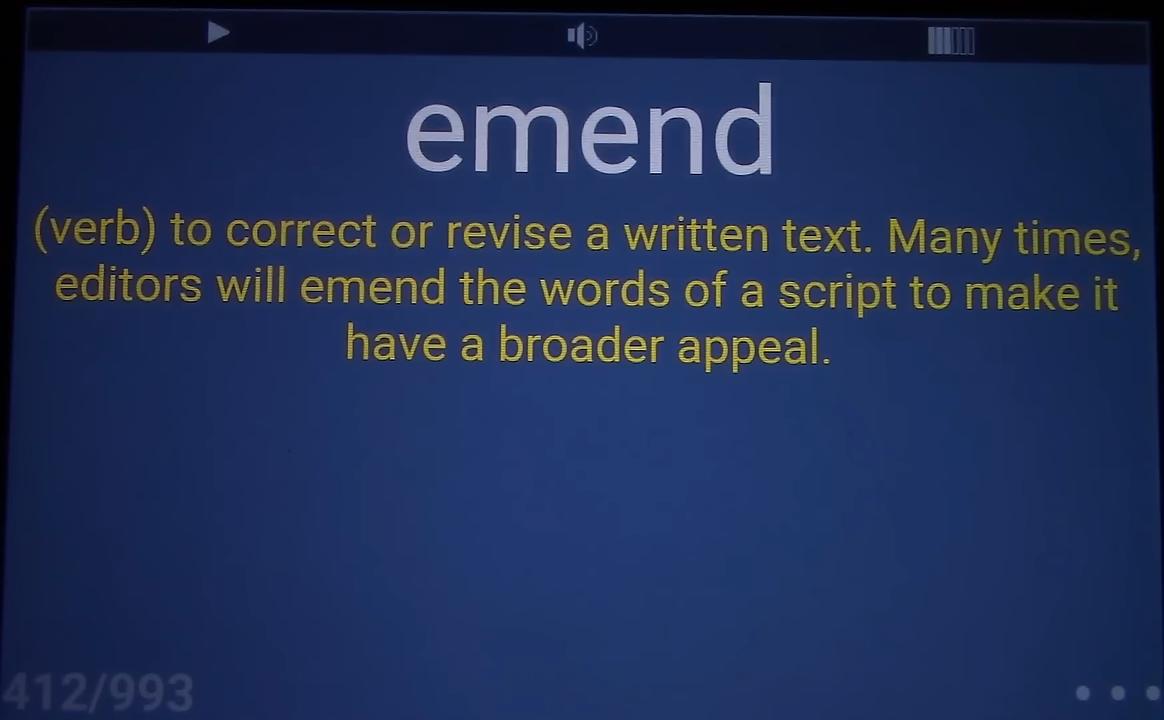 emend
(verb) to correct or revise a written text. Many times,
editors will emend the words of a script to make it
have a broader appeal.
412/993